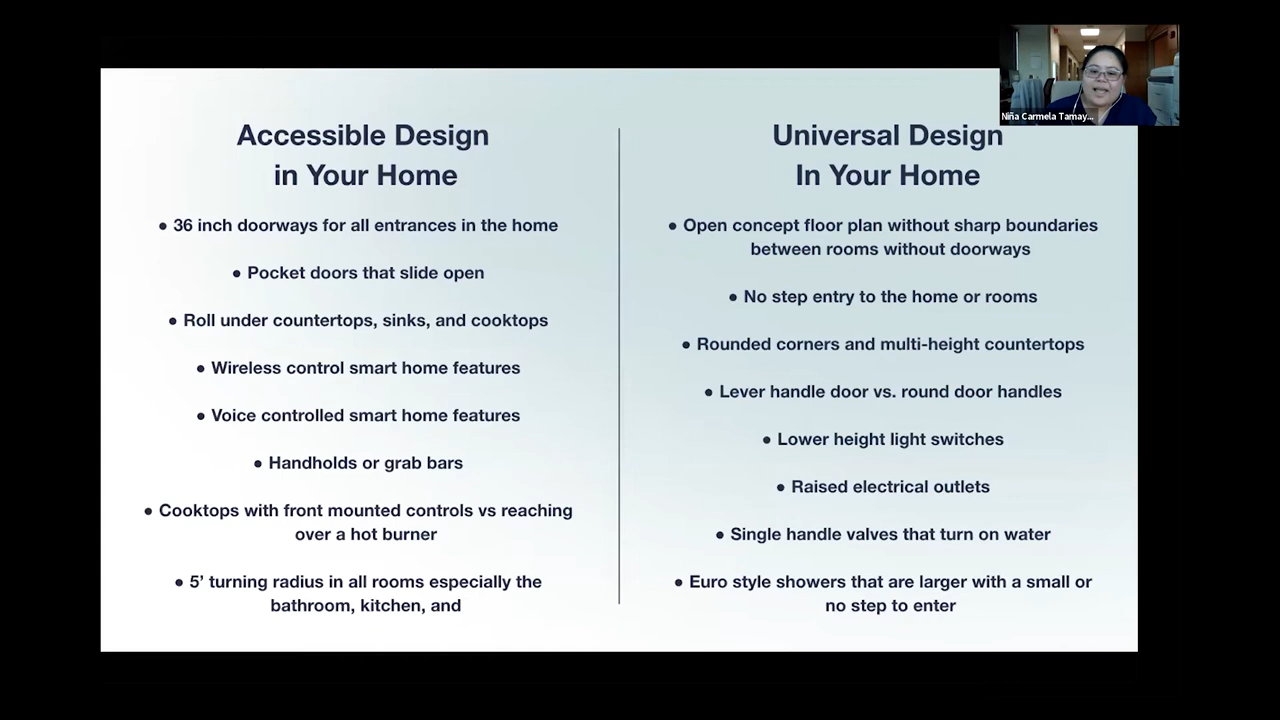 Accessible Design
in Your Home
• 36 inch doorways for all entrances in the home
• Pocket doors that slide open
• Roll under countertops, sinks, and cooktops
• Wireless control smart home features
• Voice controlled smart home features
• Handholds or grab bars
• Cooktops with front mounted controls vs reaching
over a hot burner
• 5’ turning radius in all rooms especially the
bathroom, kitchen, and
Universal Design
In Your Home
• Open concept floor plan without sharp boundaries
between rooms without doorways
• No step entry to the home or rooms
• Rounded corners and multi-height countertops
• Lever handle door vs. round door handles
• Lower height light switches
• Raised electrical outlets
• Single handle valves that turn on water
• Euro style showers that are larger with a small or
no step to enter
Niña Carmela Tamay...